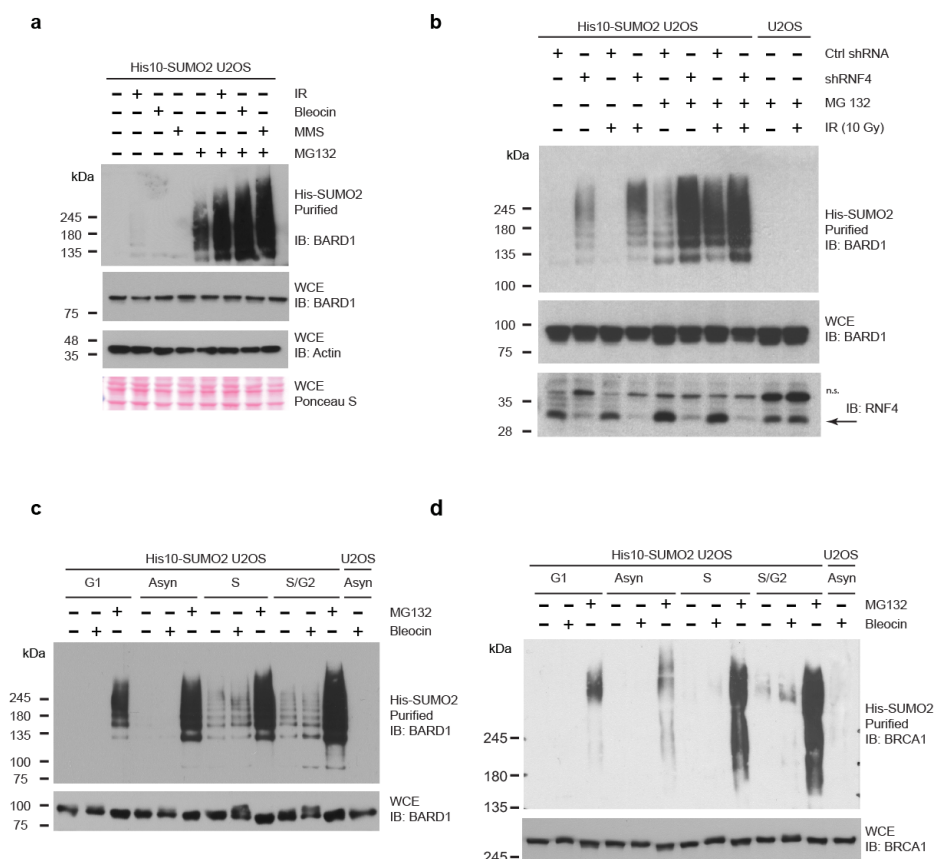 a
His10-SUMO2 U2OS
− + − − − + − − IR
− − + − − − + − Bleocin
− − − + − − − + MMS
− − − − + + + + MG132
kDa
245
180
135
His-SUMO2
Purified
IB: BARD1
75
WCE
IB: BARD1
48
35
WCE
IB: Actin
WCE
Ponceau S
b
His10-SUMO2 U2OS U2OS
+ − + − + − + − − − Ctrl shRNA
− + − + − + − + − − shRNF4
− − − − + + + + + + MG 132
− − + + − − + + − + IR (10 Gy)
kDa
245
180
135
100
His-SUMO2
Purified
IB: BARD1
100
75
WCE
IB: BARD1
35
28
n.s.
IB: RNF4
c
His10-SUMO2 U2OS U2OS
G1 Asyn S S/G2 Asyn
− − + − − + − − + − − + − MG132
− + − − + − − + − − + − + Bleocin
kDa
245
180
135
100
75
His-SUMO2
Purified
IB: BARD1
100
75
WCE
IB: BARD1
d
His10-SUMO2 U2OS U2OS
G1 Asyn S S/G2 Asyn
− − + − − + − − + − − + − MG132
− + − − + − − + − − + − + Bleocin
kDa
245
180
135
His-SUMO2
Purified
IB: BRCA1
245
WCE
IB: BRCA1